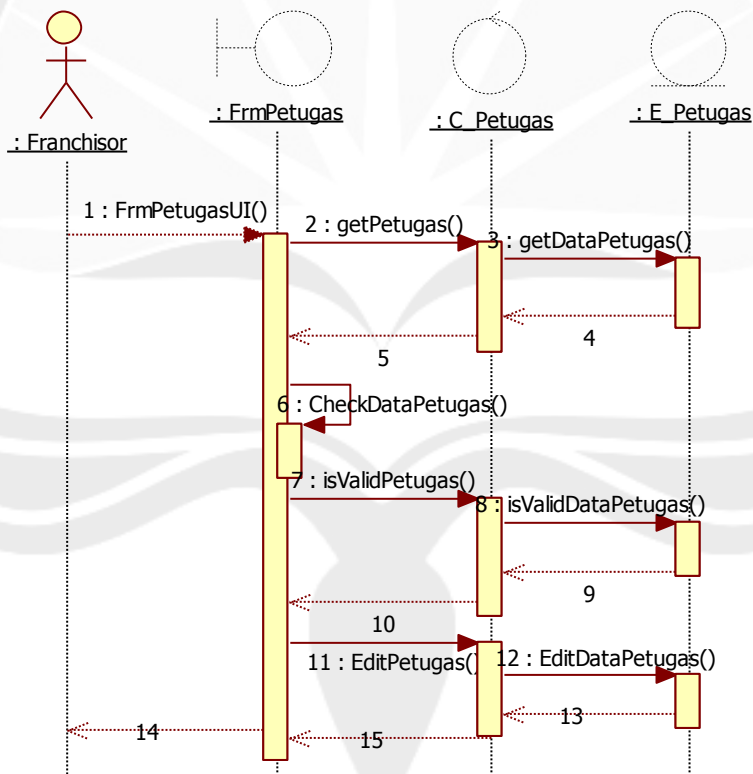 : Franchisor
: FrmPetugas
: C_Petugas
: E_Petugas
1 : FrmPetugasUI()
2 : getPetugas()
3 : getDataPetugas()
4
5
6 : CheckDataPetugas()
7 : isValidPetugas()
8 : isValidDataPetugas()
9
10
11 : EditPetugas()
12 : EditDataPetugas()
13
14
15